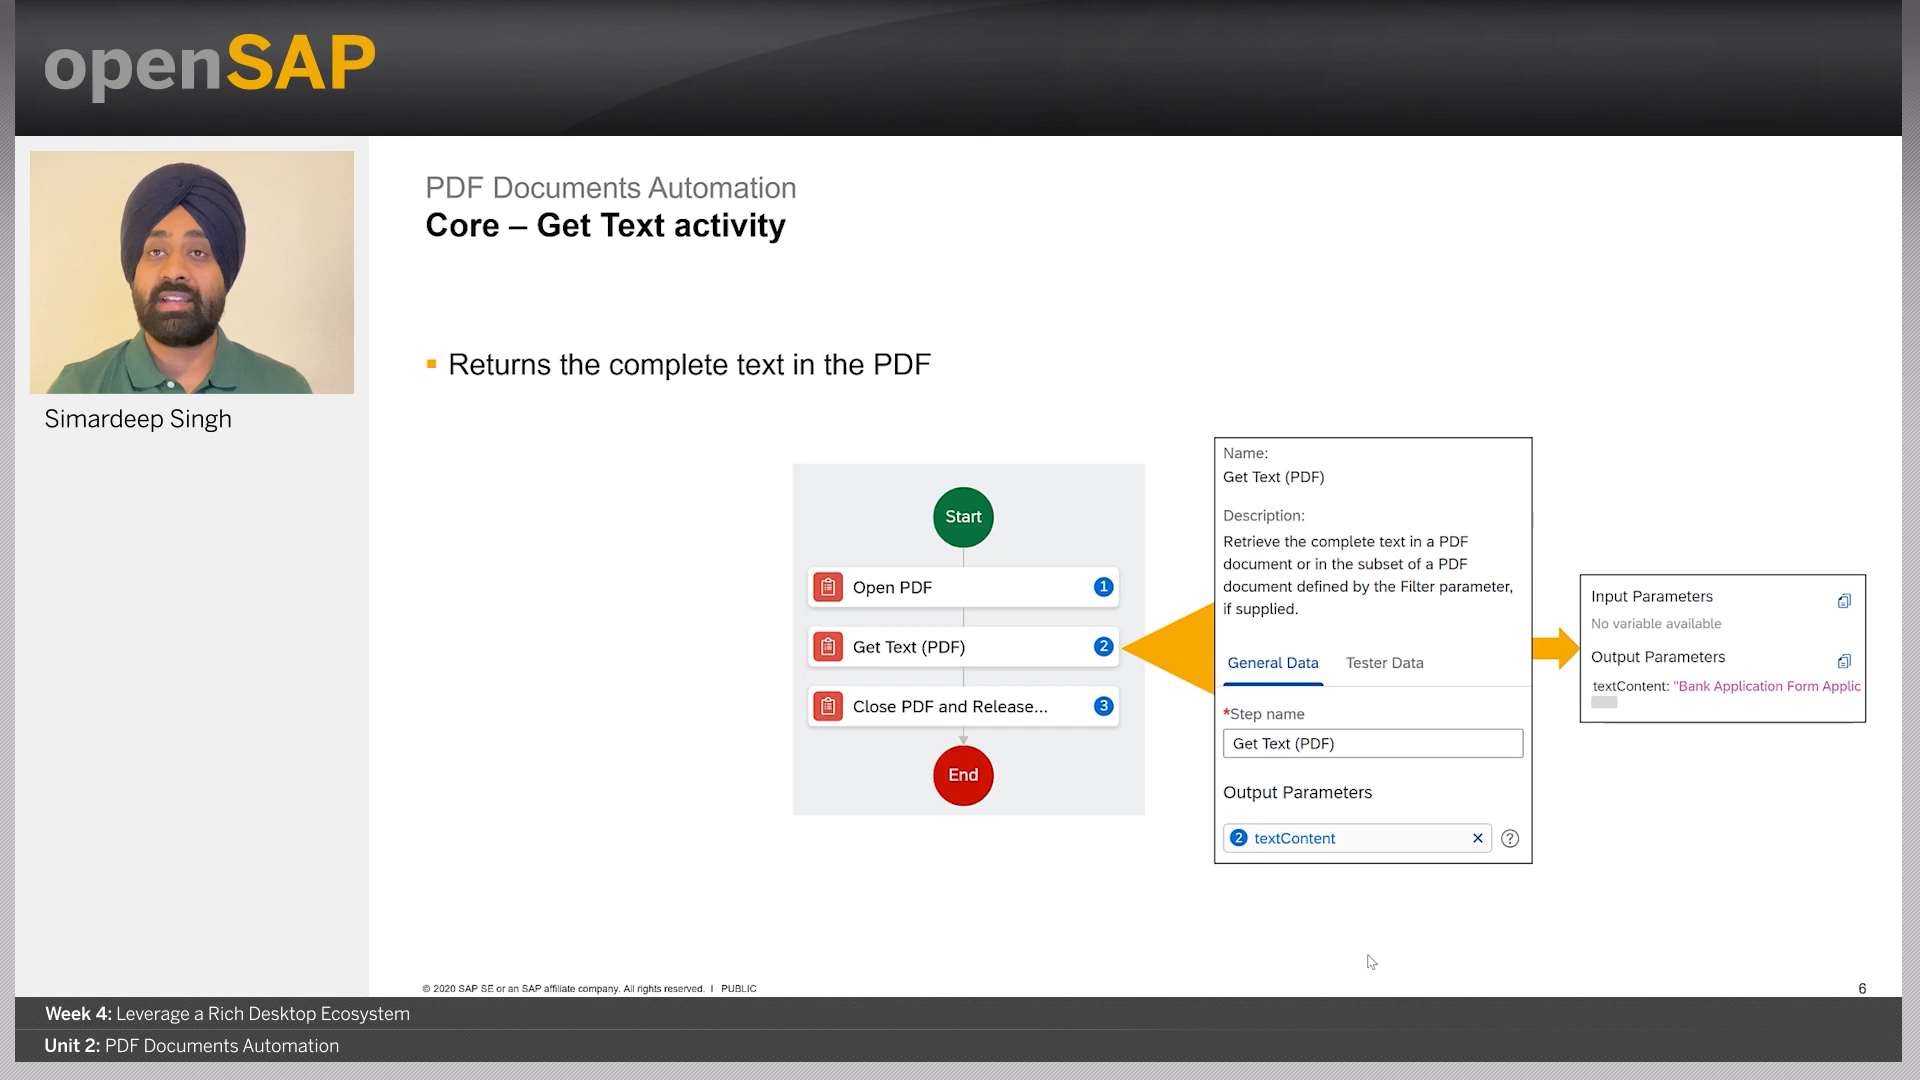 openSAP
Simardeep Singh
PDF Documents Automation
Core – Get Text activity
Returns the complete text in the PDF
Start
Open PDF 1
Get Text (PDF) 2
Close PDF and Release... 3
End
Name:
Get Text (PDF)
Description:
Retrieve the complete text in a PDF
document or in the subset of a PDF
document defined by the Filter parameter,
if supplied.
General Data Tester Data
*Step name
Get Text (PDF)
Output Parameters
2 textContent ✕ ?
Input Parameters
No variable available
Output Parameters
textContent: "Bank Application Form Applic
© 2020 SAP SE or an SAP affiliate company. All rights reserved. I PUBLIC
6
Week 4: Leverage a Rich Desktop Ecosystem
Unit 2: PDF Documents Automation